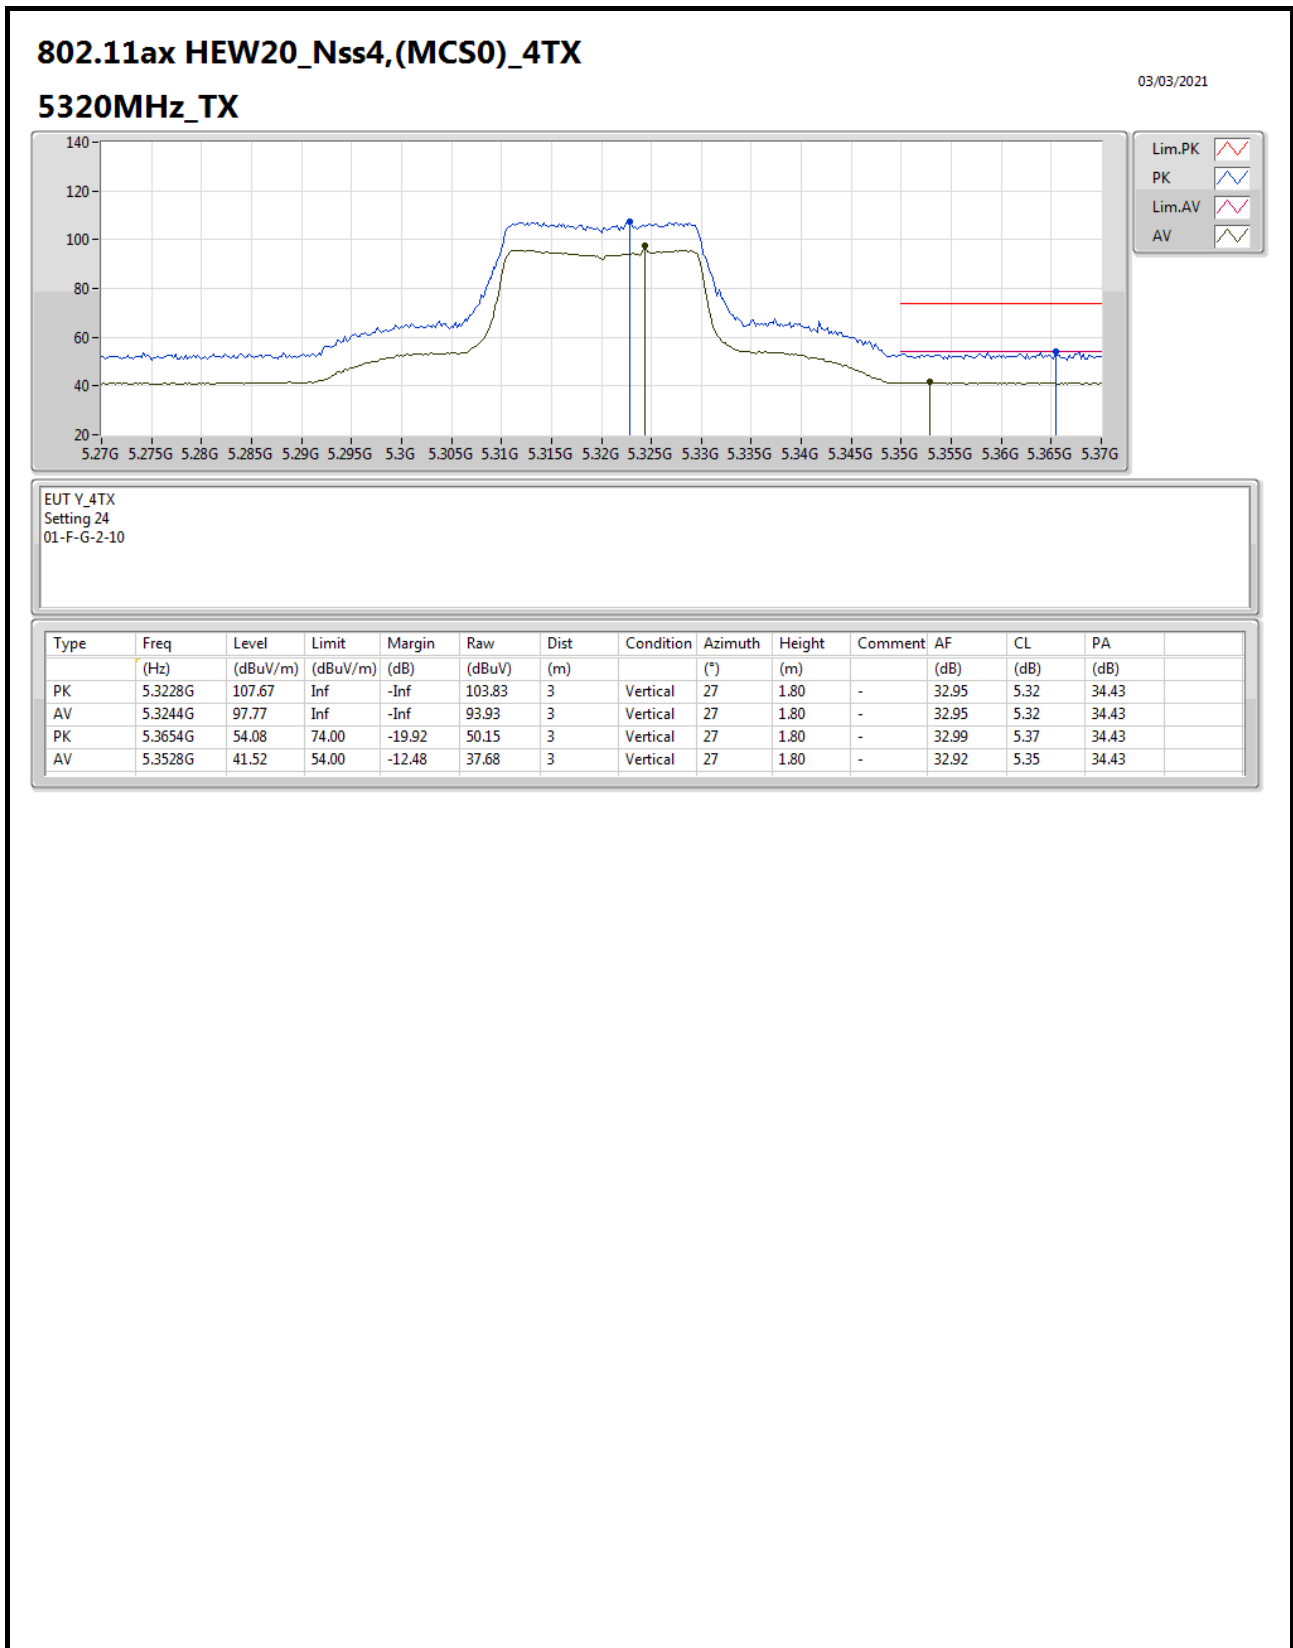 802.11ax HEW20_Nss4,(MCS0)_4TX
03/03/2021
5320MHz_TX
140
120
100
80
60
40
20
5.27G 5.275G 5.28G 5.285G 5.29G 5.295G 5.3G 5.305G 5.31G 5.315G 5.32G 5.325G 5.33G 5.335G 5.34G 5.345G 5.35G 5.355G 5.36G 5.365G 5.37G
Lim.PK
PK
Lim.AV
AV
EUT Y_4TX
Setting 24
01-F-G-2-10
Type Freq Level Limit Margin Raw Dist Condition Azimuth Height Comment AF CL PA
(Hz) (dBuV/m) (dBuV/m) (dB) (dBuV) (m) (°) (m) (dB) (dB) (dB)
PK 5.3228G 107.67 Inf -Inf 103.83 3 Vertical 27 1.80 - 32.95 5.32 34.43
AV 5.3244G 97.77 Inf -Inf 93.93 3 Vertical 27 1.80 - 32.95 5.32 34.43
PK 5.3654G 54.08 74.00 -19.92 50.15 3 Vertical 27 1.80 - 32.99 5.37 34.43
AV 5.3528G 41.52 54.00 -12.48 37.68 3 Vertical 27 1.80 - 32.92 5.35 34.43